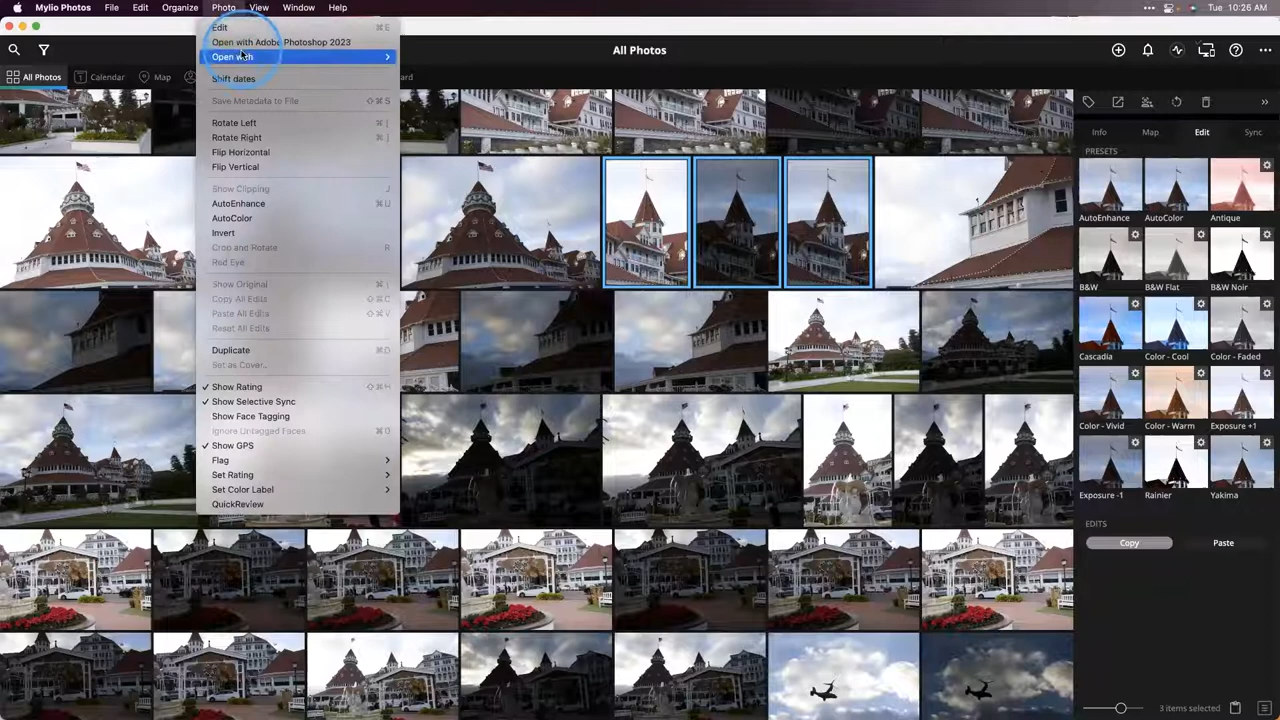 Mylio Photos File Edit Organize Photo View Window Help Tue 10:26 AM
All Photos
All Photos Calendar Map
Edit ⌘E
Open with Adobe Photoshop 2023
Open with
Shift dates
Save Metadata to File ⇧⌘S
Rotate Left ⌘[
Rotate Right ⌘]
Flip Horizontal
Flip Vertical
Show Clipping J
AutoEnhance ⌘U
AutoColor
Invert
Crop and Rotate R
Red Eye
Show Original
Copy All Edits ⇧⌘C
Paste All Edits ⇧⌘V
Reset All Edits
Duplicate ⌘D
Set as Cover..
✓ Show Rating
✓ Show Selective Sync
Show Face Tagging
Ignore Untagged Faces
✓ Show GPS
Flag
Set Rating
Set Color Label
QuickReview
Info Map Edit Sync
PRESETS
AutoEnhance AutoColor Antique
B&W B&W Flat B&W Noir
Cascadia Color - Cool Color - Faded
Color - Vivid Color - Warm Exposure +1
Exposure -1 Rainier Yakima
EDITS
Copy Paste
3 items selected